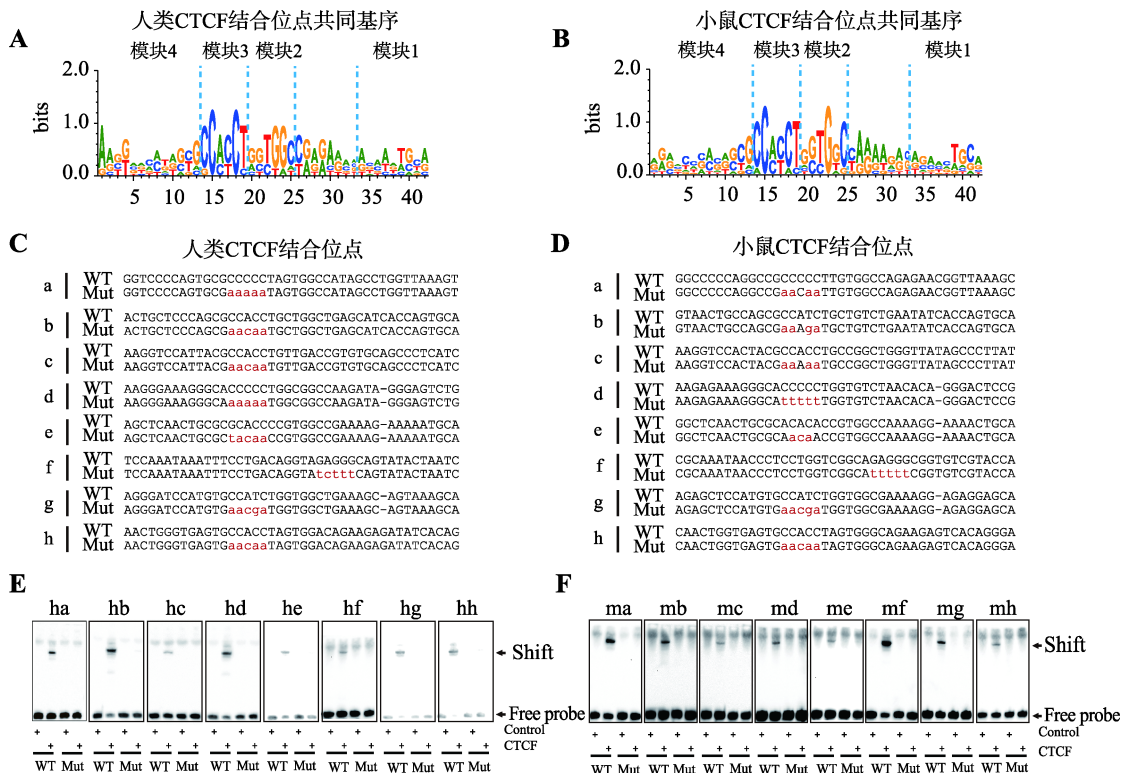 A
人类CTCF结合位点共同基序
模块4 模块3 模块2 模块1
2.0
1.0
0.0
bits
5 10 15 20 25 30 35 40
B
小鼠CTCF结合位点共同基序
模块4 模块3 模块2 模块1
2.0
1.0
0.0
bits
5 10 15 20 25 30 35 40
C
人类CTCF结合位点
a
WT GGTCCCCAGTGCGCCCCCTAGTGGCCATAGCCTGGTTAAAGT
Mut GGTCCCCAGTGCGaaaaaTAGTGGCCATAGCCTGGTTAAAGT
b
WT ACTGCTCCCAGCGCCACCTGCTGGCTGAGCATCACCAGTGCA
Mut ACTGCTCCCAGCGaacaaTGCTGGCTGAGCATCACCAGTGCA
c
WT AAGGTCCATTACGCCACCTGTTGACCGTGTGCAGCCCTCATC
Mut AAGGTCCATTACGaacaaTGTTGACCGTGTGCAGCCCTCATC
d
WT AAGGGAAAGGGCACCCCCTGGCGGCCAAGATA-GGGAGTCTG
Mut AAGGGAAAGGGCAaaaaaTGGCGGCCAAGATA-GGGAGTCTG
e
WT AGCTCAACTGCGCGCACCCCGTGGCCGAAAAG-AAAAATGCA
Mut AGCTCAACTGCGCtacaaCCGTGGCCGAAAAG-AAAAATGCA
f
WT TCCAAATAAATTTCCTGACAGGTAGAGGGCAGTATACTAATC
Mut TCCAAATAAATTTCCTGACAGGTAtctttCAGTATACTAATC
g
WT AGGGATCCATGTGCCATCTGGTGGCTGAAAGC-AGTAAAGCA
Mut AGGGATCCATGTGaacgaTGGTGGCTGAAAGC-AGTAAAGCA
h
WT AACTGGGTGAGTGCCACCTAGTGGACAGAAGAGATATCACAG
Mut AACTGGGTGAGTGaacaaTAGTGGACAGAAGAGATATCACAG
D
小鼠CTCF结合位点
a
WT GGCCCCCAGGCCGCCCCCTTGTGGCCAGAGAACGGTTAAAGC
Mut GGCCCCCAGGCCGaaCaaTTGTGGCCAGAGAACGGTTAAAGC
b
WT GTAACTGCCAGCGCCATCTGCTGTCTGAATATCACCAGTGCA
Mut GTAACTGCCAGCGaaAgaTGCTGTCTGAATATCACCAGTGCA
c
WT AAGGTCCACTACGCCACCTGCCGGCTGGGTTATAGCCCTTAT
Mut AAGGTCCACTACGaaAaaTGCCGGCTGGGTTATAGCCCTTAT
d
WT AAGAGAAAGGGCACCCCCTGGTGTCTAACACA-GGGACTCCG
Mut AAGAGAAAGGGCAtttttTGGTGTCTAACACA-GGGACTCCG
e
WT GGCTCAACTGCGCACACACCGTGGCCAAAAGG-AAAACTGCA
Mut GGCTCAACTGCGCAacaACCGTGGCCAAAAGG-AAAACTGCA
f
WT CGCAAATAACCCTCCTGGTCGGCAGAGGGCGGTGTCGTACCA
Mut CGCAAATAACCCTCCTGGTCGGCAtttttCGGTGTCGTACCA
g
WT AGAGCTCCATGTGCCATCTGGTGGCGAAAAGG-AGAGGAGCA
Mut AGAGCTCCATGTGaacgaTGGTGGCGAAAAGG-AGAGGAGCA
h
WT CAACTGGTGAGTGCCACCTAGTGGGCAGAAGAGTCACAGGGA
Mut CAACTGGTGAGTGaacaaTAGTGGGCAGAAGAGTCACAGGGA
E
ha hb hc hd he hf hg hh
Shift
Free probe
+ + + + + + + + + + + + + + + + Control
+ + + + + + + + + + + + + + + + CTCF
WT Mut WT Mut WT Mut WT Mut WT Mut WT Mut WT Mut WT Mut
F
ma mb mc md me mf mg mh
Shift
Free probe
+ + + + + + + + + + + + + + + + Control
+ + + + + + + + + + + + + + + + CTCF
WT Mut WT Mut WT Mut WT Mut WT Mut WT Mut WT Mut WT Mut